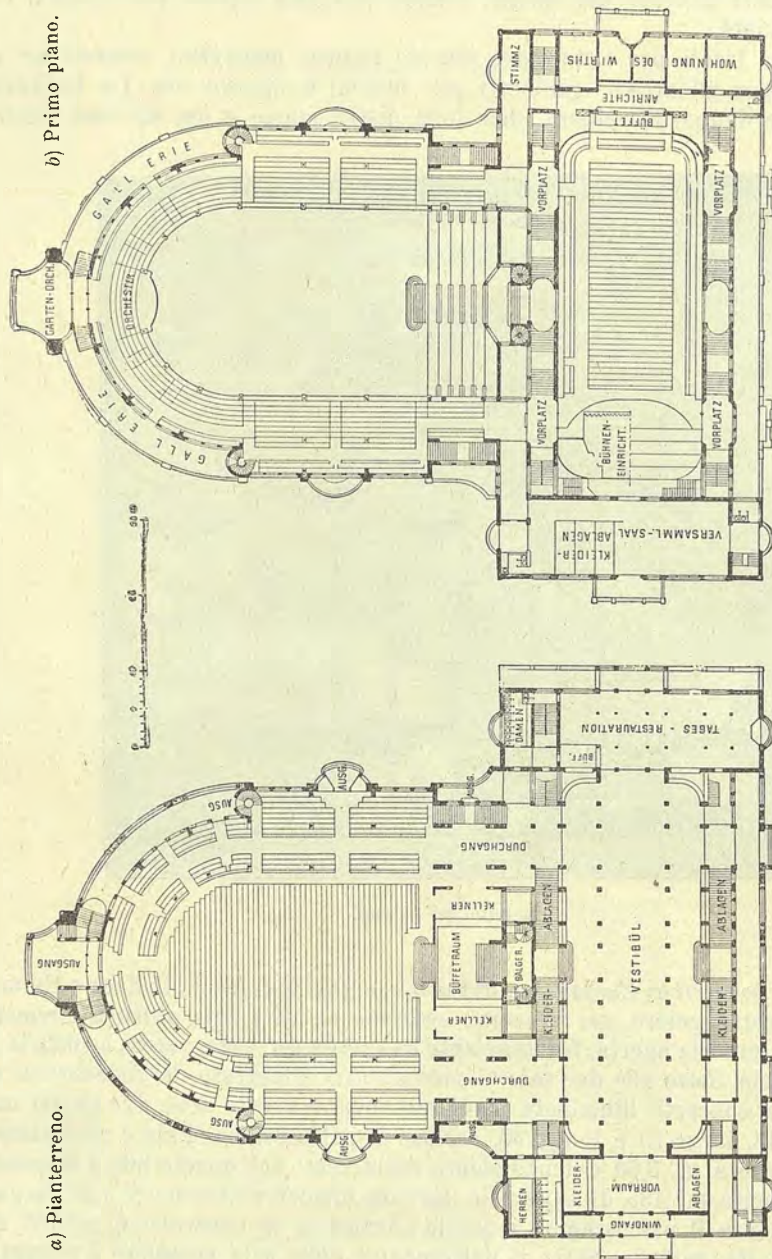 a) Pianterreno.
AUSGANG
AUSG
AUSG
AUSG.
AUSG.
AUSG.
AUSG.
DURCHGANG
DURCHGANG
KELLNER
BÜFFETRAUM
KELLNER
BÄLGER.
KLEIDER-
ABLAGEN
VESTIBÜL
KLEIDER-
ABLAGEN
HERREN
KLEIDER-
ABLAGEN
VORRAUM
WINDFANG
DAMEN
BÜFF.
TAGES - RESTAURATION
b) Primo piano.
GARTEN-ORCH.
GALLERIE
GALLERIE
ORCHESTER
VORPLATZ
VORPLATZ
VORPLATZ
VORPLATZ
BÜHNEN-
EINRICHT.
KLEIDER-
ABLAGEN
VERSAMML.-SAAL
BÜFFET
ANRICHTE
STIMMZ
WOHNUNG DES WIRTHS